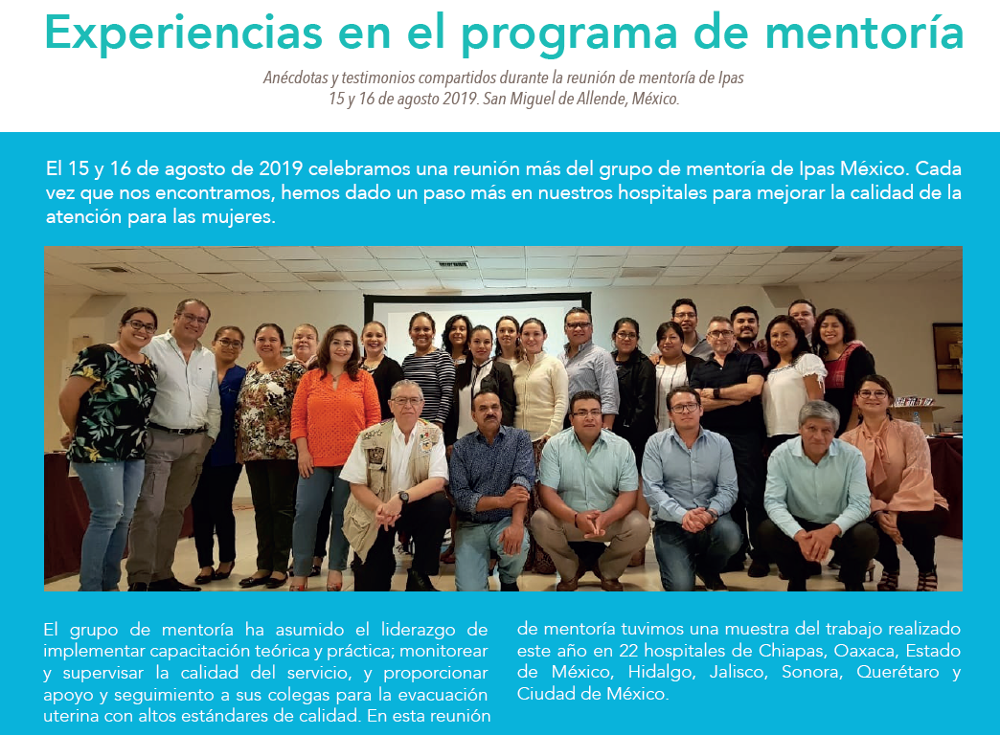 Experiencias en el programa de mentoría
Anécdotas y testimonios compartidos durante la reunión de mentoría de Ipas
15 y 16 de agosto 2019. San Miguel de Allende, México.
El 15 y 16 de agosto de 2019 celebramos una reunión más del grupo de mentoría de Ipas México. Cada
vez que nos encontramos, hemos dado un paso más en nuestros hospitales para mejorar la calidad de la
atención para las mujeres.
El grupo de mentoría ha asumido el liderazgo de
implementar capacitación teórica y práctica; monitorear
y supervisar la calidad del servicio, y proporcionar
apoyo y seguimiento a sus colegas para la evacuación
uterina con altos estándares de calidad. En esta reunión
de mentoría tuvimos una muestra del trabajo realizado
este año en 22 hospitales de Chiapas, Oaxaca, Estado
de México, Hidalgo, Jalisco, Sonora, Querétaro y
Ciudad de México.